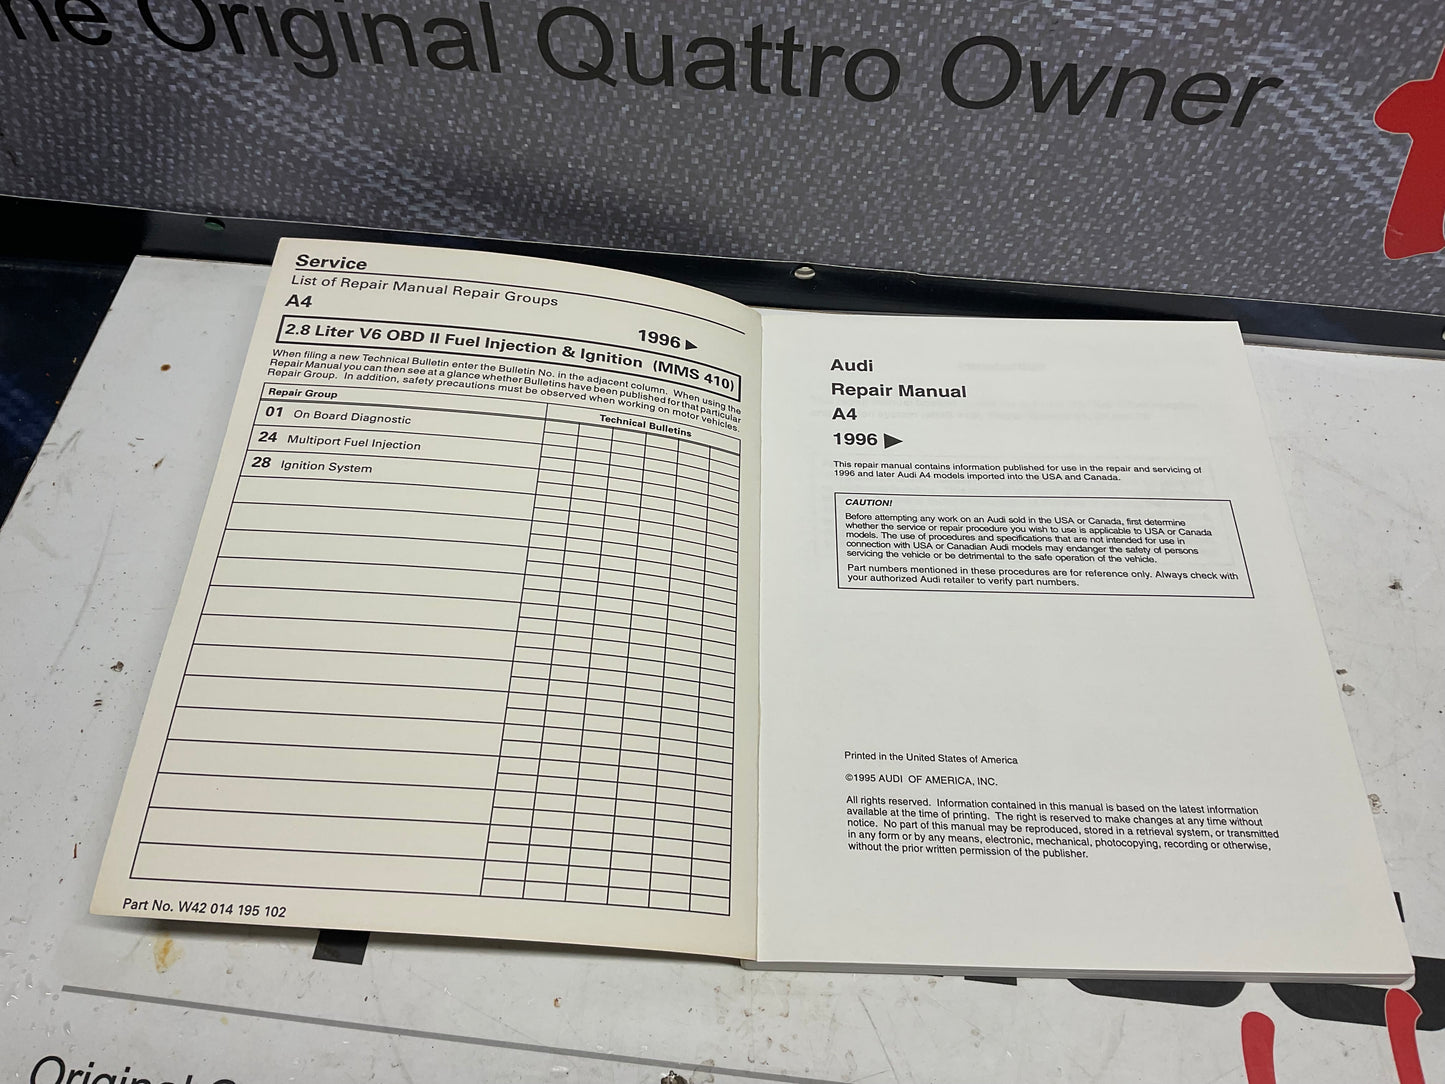 he Original Quattro Owner
Service
List of Repair Manual Repair Groups
A4
1996 ▶
2.8 Liter V6 OBD II Fuel Injection & Ignition (MMS 410)
When filing a new Technical Bulletin enter the Bulletin No. in the adjacent column. When using the
Repair Manual you can then see at a glance whether Bulletins have been published for that particular
Repair Group. In addition, safety precautions must be observed when working on motor vehicles.
Repair Group
Technical Bulletins
01 On Board Diagnostic
24 Multiport Fuel Injection
28 Ignition System
Part No. W42 014 195 102
Audi
Repair Manual
A4
1996 ▶
This repair manual contains information published for use in the repair and servicing of
1996 and later Audi A4 models imported into the USA and Canada.
CAUTION!
Before attempting any work on an Audi sold in the USA or Canada, first determine
whether the service or repair procedure you wish to use is applicable to USA or Canada
models. The use of procedures and specifications that are not intended for use in
connection with USA or Canadian Audi models may endanger the safety of persons
servicing the vehicle or be detrimental to the safe operation of the vehicle.
Part numbers mentioned in these procedures are for reference only. Always check with
your authorized Audi retailer to verify part numbers.
Printed in the United States of America
©1995 AUDI OF AMERICA, INC.
All rights reserved. Information contained in this manual is based on the latest information
available at the time of printing. The right is reserved to make changes at any time without
notice. No part of this manual may be reproduced, stored in a retrieval system, or transmitted
in any form or by any means, electronic, mechanical, photocopying, recording or otherwise,
without the prior written permission of the publisher.
Original